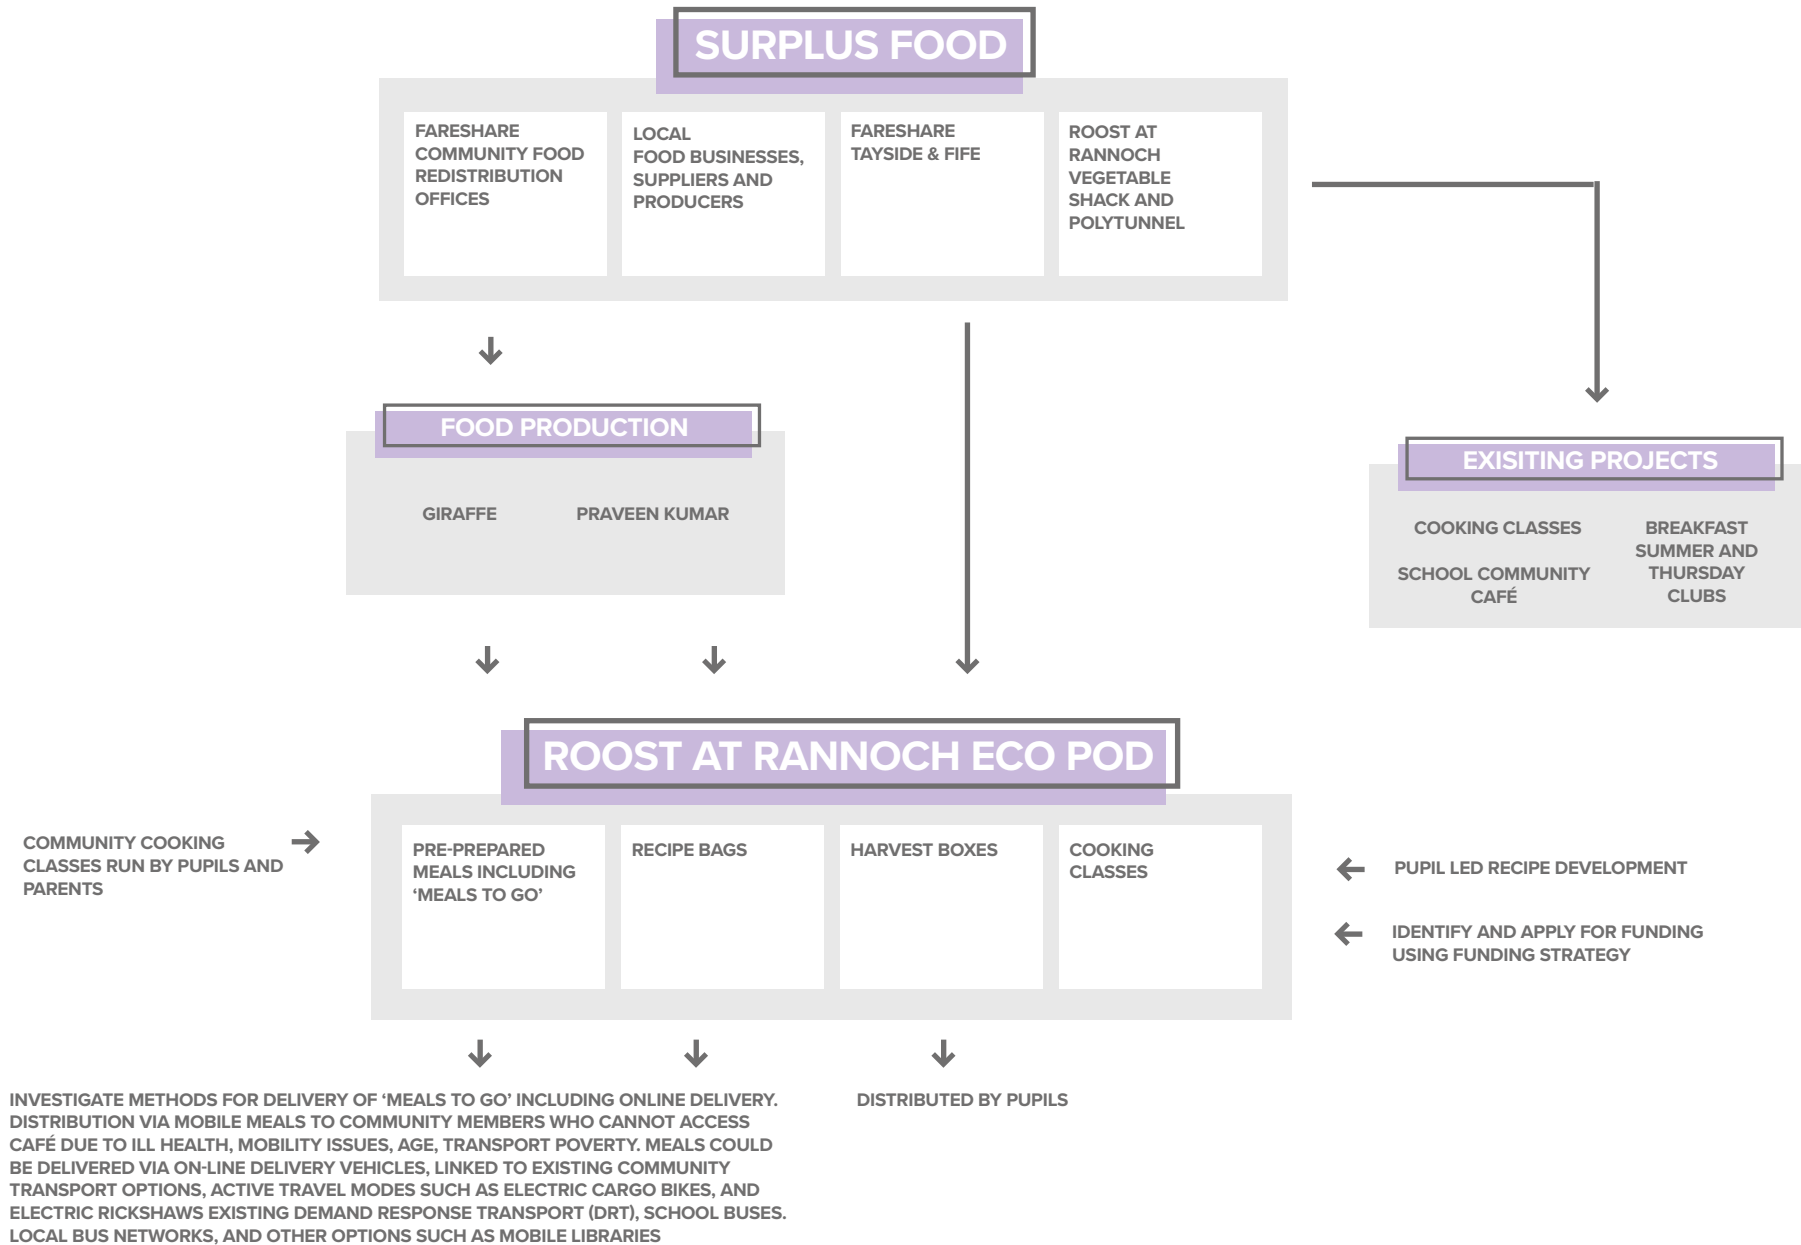 SURPLUS FOOD
FARESHARE
COMMUNITY FOOD
REDISTRIBUTION
OFFICES
LOCAL
FOOD BUSINESSES,
SUPPLIERS AND
PRODUCERS
FARESHARE
TAYSIDE & FIFE
ROOST AT
RANNOCH
VEGETABLE
SHACK AND
POLYTUNNEL
FOOD PRODUCTION
GIRAFFE
PRAVEEN KUMAR
EXISITING PROJECTS
COOKING CLASSES
SCHOOL COMMUNITY
CAFÉ
BREAKFAST
SUMMER AND
THURSDAY
CLUBS
ROOST AT RANNOCH ECO POD
COMMUNITY COOKING
CLASSES RUN BY PUPILS AND
PARENTS
PRE-PREPARED
MEALS INCLUDING
‘MEALS TO GO’
RECIPE BAGS
HARVEST BOXES
COOKING
CLASSES
PUPIL LED RECIPE DEVELOPMENT
IDENTIFY AND APPLY FOR FUNDING
USING FUNDING STRATEGY
INVESTIGATE METHODS FOR DELIVERY OF ‘MEALS TO GO’ INCLUDING ONLINE DELIVERY.
DISTRIBUTION VIA MOBILE MEALS TO COMMUNITY MEMBERS WHO CANNOT ACCESS
CAFÉ DUE TO ILL HEALTH, MOBILITY ISSUES, AGE, TRANSPORT POVERTY. MEALS COULD
BE DELIVERED VIA ON-LINE DELIVERY VEHICLES, LINKED TO EXISTING COMMUNITY
TRANSPORT OPTIONS, ACTIVE TRAVEL MODES SUCH AS ELECTRIC CARGO BIKES, AND
ELECTRIC RICKSHAWS EXISTING DEMAND RESPONSE TRANSPORT (DRT), SCHOOL BUSES.
LOCAL BUS NETWORKS, AND OTHER OPTIONS SUCH AS MOBILE LIBRARIES
DISTRIBUTED BY PUPILS